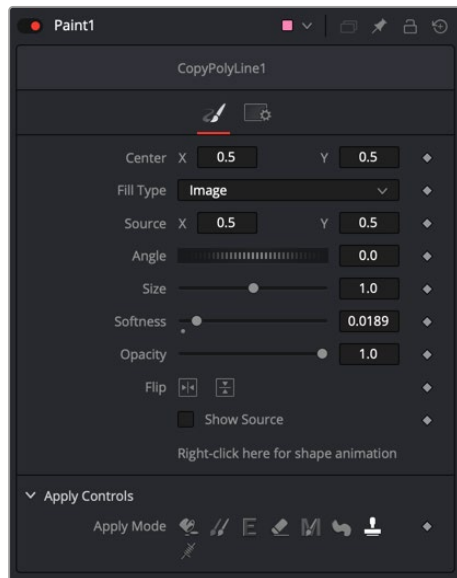 Paint1
CopyPolyLine1
Center X 0.5 Y 0.5
Fill Type Image
Source X 0.5 Y 0.5
Angle 0.0
Size 1.0
Softness 0.0189
Opacity 1.0
Flip
Show Source
Right-click here for shape animation
Apply Controls
Apply Mode